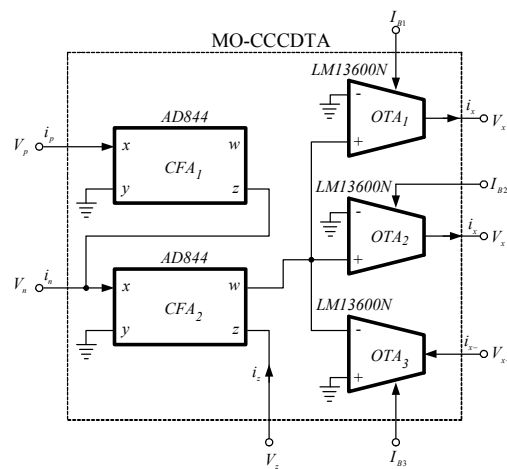 I_B1
MO-CCCDTA
LM13600N
AD844
i_p
V_p
x
w
y
z
CFA_1
-
+
OTA_1
i_x
V_x
LM13600N
I_B2
-
+
OTA_2
i_x
V_x
AD844
i_n
V_n
x
w
y
z
CFA_2
LM13600N
-
+
OTA_3
i_x-
V_x-
i_z
V_z
I_B3